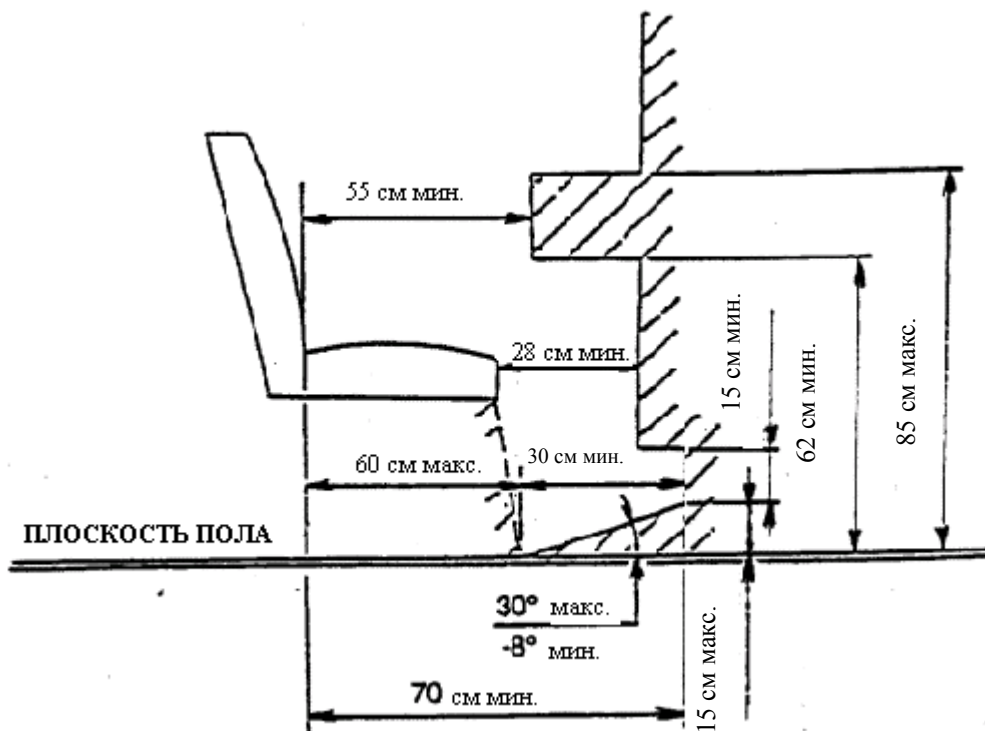 55 см мин.
28 см мин.
15 см мин.
62 см мин.
85 см макс.
60 см макс.
30 см мин.
ПЛОСКОСТЬ ПОЛА
30° макс.
-8° мин.
15 см макс.
70 см мин.